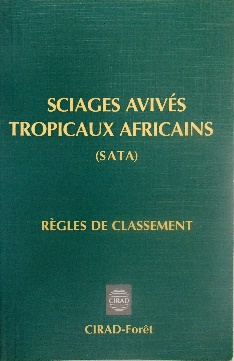 SCIAGES AVIVÉS
TROPICAUX AFRICAINS
(SATA)
RÈGLES DE CLASSEMENT
CIRAD
CIRAD-Forêt